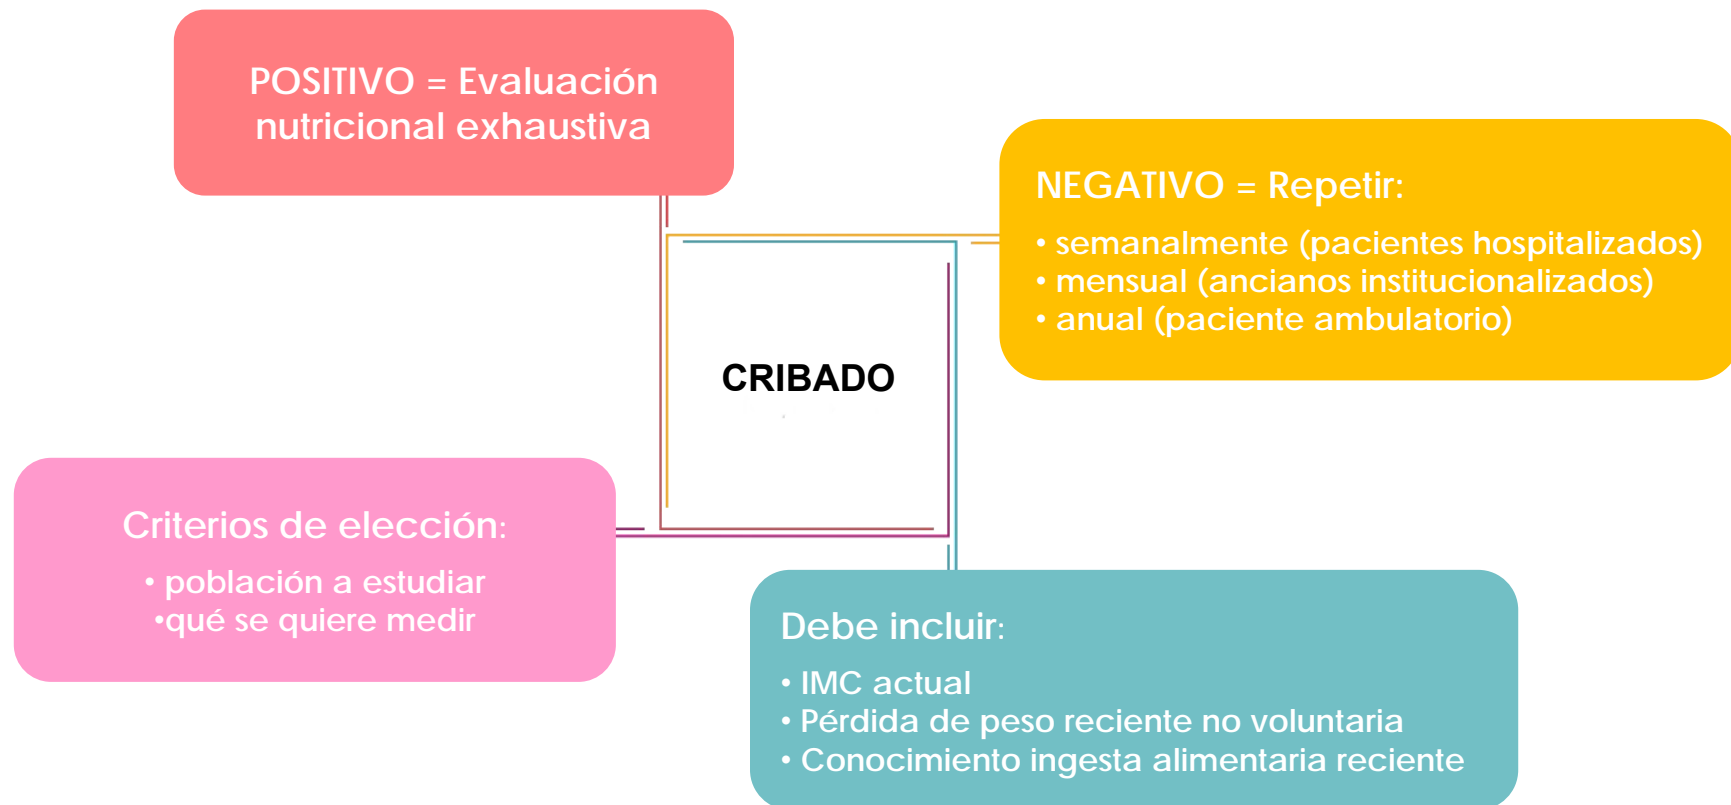 POSITIVO = Evaluación
nutricional exhaustiva
NEGATIVO = Repetir:
• semanalmente (pacientes hospitalizados)
• mensual (ancianos institucionalizados)
• anual (paciente ambulatorio)
CRIBADO
Criterios de elección:
• población a estudiar
•qué se quiere medir
Debe incluir:
• IMC actual
• Pérdida de peso reciente no voluntaria
• Conocimiento ingesta alimentaria reciente